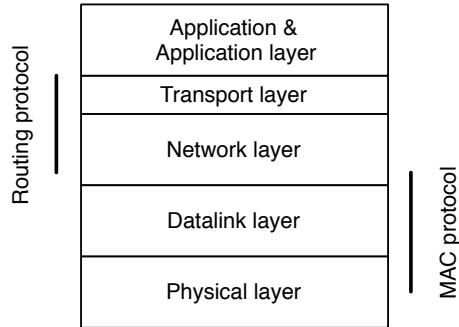 Application &
Application layer
Transport layer
Network layer
Datalink layer
Physical layer
Routing protocol
MAC protocol